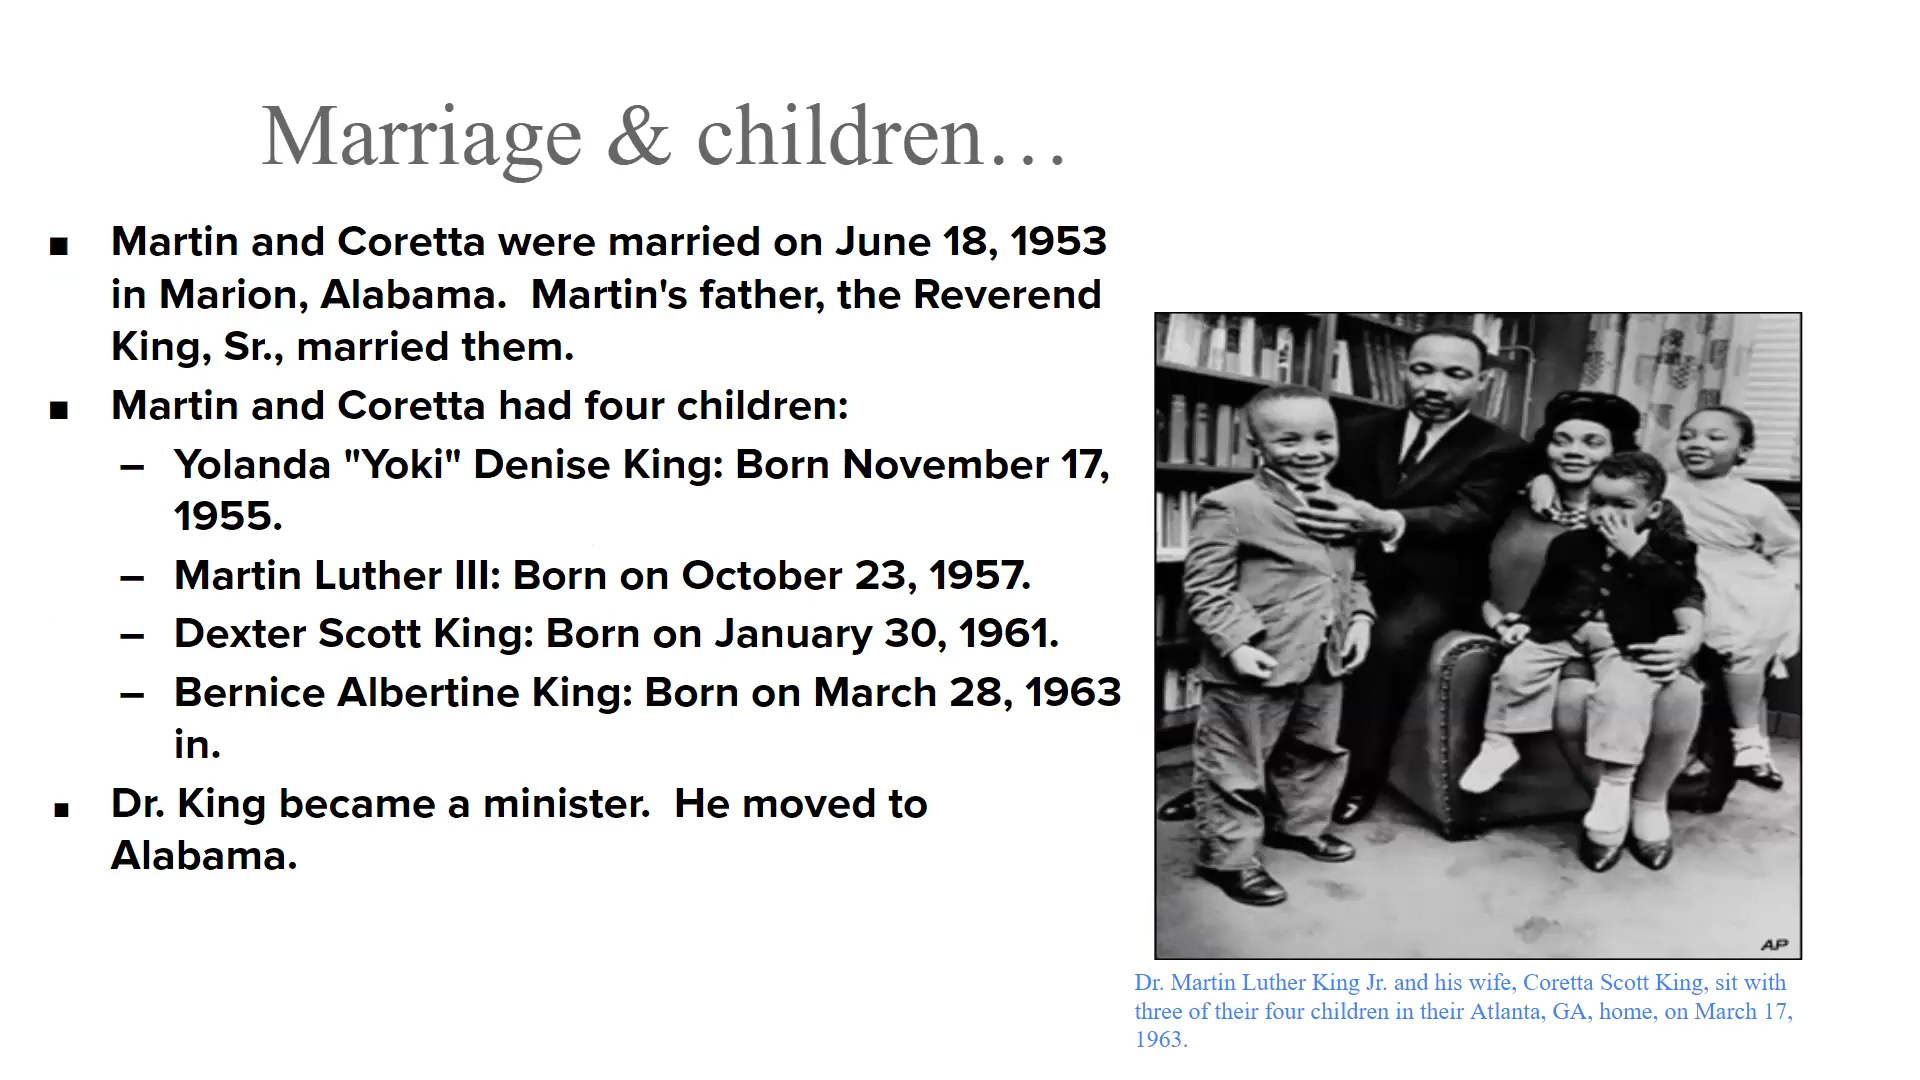 Marriage & children…
■ Martin and Coretta were married on June 18, 1953
in Marion, Alabama.  Martin's father, the Reverend
King, Sr., married them.
■ Martin and Coretta had four children:
– Yolanda "Yoki" Denise King: Born November 17,
1955.
– Martin Luther III: Born on October 23, 1957.
– Dexter Scott King: Born on January 30, 1961.
– Bernice Albertine King: Born on March 28, 1963
in.
■ Dr. King became a minister.  He moved to
Alabama.
AP
Dr. Martin Luther King Jr. and his wife, Coretta Scott King, sit with
three of their four children in their Atlanta, GA, home, on March 17,
1963.